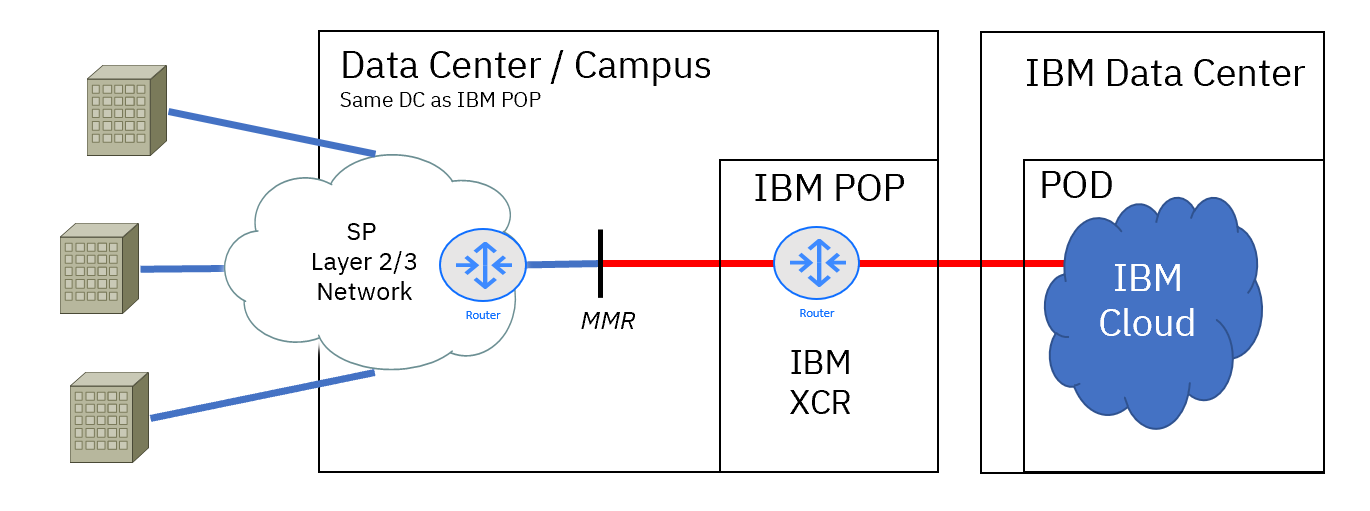 Data Center / Campus
Same DC as IBM POP
IBM Data Center
IBM POP
POD
SP
Layer 2/3
Network
Router
MMR
Router
IBM
XCR
IBM
Cloud